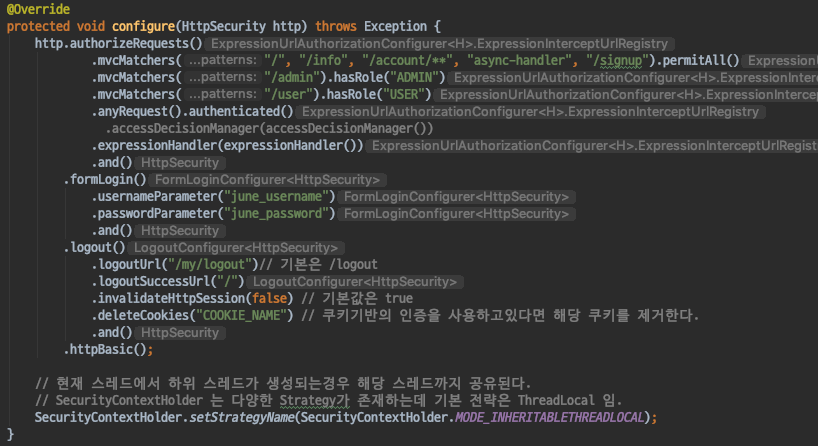 @Override
protected void configure(HttpSecurity http) throws Exception {
http.authorizeRequests() ExpressionUrlAuthorizationConfigurer<H>.ExpressionInterceptUrlRegistry
.mvcMatchers( ...patterns: "/", "/info", "/account/**", "async-handler", "/signup").permitAll() ExpressionU
.mvcMatchers( ...patterns: "/admin").hasRole("ADMIN") ExpressionUrlAuthorizationConfigurer<H>.ExpressionInter
.mvcMatchers( ...patterns: "/user").hasRole("USER") ExpressionUrlAuthorizationConfigurer<H>.ExpressionIntercep
.anyRequest().authenticated() ExpressionUrlAuthorizationConfigurer<H>.ExpressionInterceptUrlRegistry
.accessDecisionManager(accessDecisionManager())
.expressionHandler(expressionHandler()) ExpressionUrlAuthorizationConfigurer<H>.ExpressionInterceptUrlRegistr
.and() HttpSecurity
.formLogin() FormLoginConfigurer<HttpSecurity>
.usernameParameter("june_username") FormLoginConfigurer<HttpSecurity>
.passwordParameter("june_password") FormLoginConfigurer<HttpSecurity>
.and() HttpSecurity
.logout() LogoutConfigurer<HttpSecurity>
.logoutUrl("/my/logout")// 기본은 /logout
.logoutSuccessUrl("/") LogoutConfigurer<HttpSecurity>
.invalidateHttpSession(false) // 기본값은 true
.deleteCookies("COOKIE_NAME") // 쿠키기반의 인증을 사용하고있다면 해당 쿠키를 제거한다.
.and() HttpSecurity
.httpBasic();
// 현재 스레드에서 하위 스레드가 생성되는경우 해당 스레드까지 공유된다.
// SecurityContextHolder 는 다양한 Strategy가 존재하는데 기본 전략은 ThreadLocal 임.
SecurityContextHolder.setStrategyName(SecurityContextHolder.MODE_INHERITABLETHREADLOCAL);
}